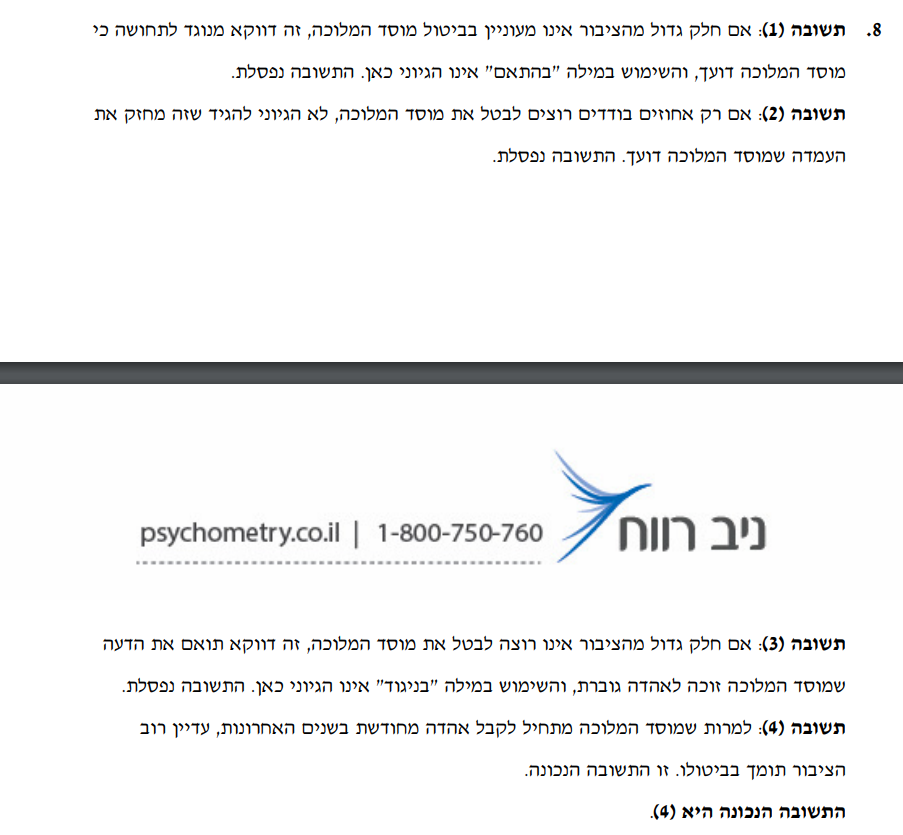 8. תשובה (1): אם חלק גדול מהציבור אינו מעוניין בביטול מוסד המלוכה, זה דווקא מנוגד לתחושה כי
מוסד המלוכה דועך, והשימוש במילה "בהתאם" אינו הגיוני כאן. התשובה נפסלת.
תשובה (2): אם רק אחוזים בודדים רוצים לבטל את מוסד המלוכה, לא הגיוני להגיד שזה מחזק את
העמדה שמוסד המלוכה דועך. התשובה נפסלת.
ניב רווח
psychometry.co.il | 1-800-750-760
תשובה (3): אם חלק גדול מהציבור אינו רוצה לבטל את מוסד המלוכה, זה דווקא תואם את הדעה
שמוסד המלוכה זוכה לאהדה גוברת, והשימוש במילה "בניגוד" אינו הגיוני כאן. התשובה נפסלת.
תשובה (4): למרות שמוסד המלוכה מתחיל לקבל אהדה מחודשת בשנים האחרונות, עדיין רוב
הציבור תומך בביטולו. זו התשובה הנכונה.
התשובה הנכונה היא (4).